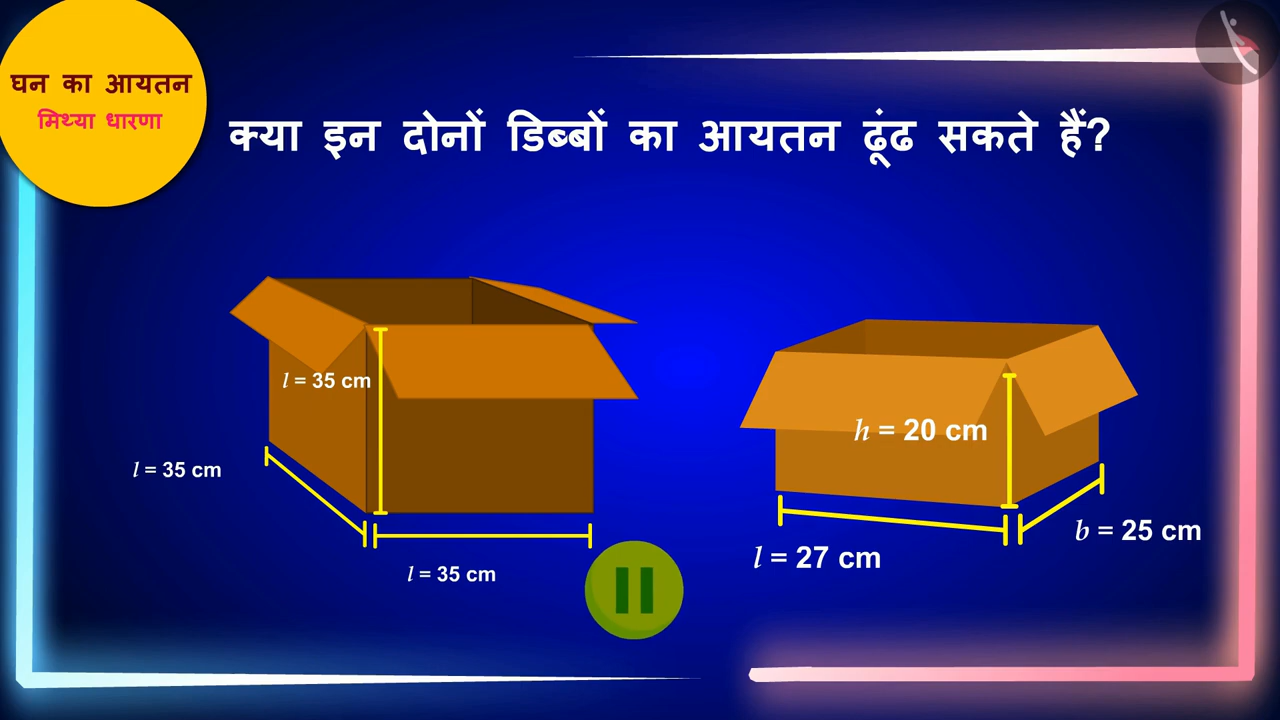 घन का आयतन
मिथ्या धारणा
क्या इन दोनों डिब्बों का आयतन ढूंढ सकते हैं?
l = 35 cm
l = 35 cm
l = 35 cm
h = 20 cm
b = 25 cm
l = 27 cm